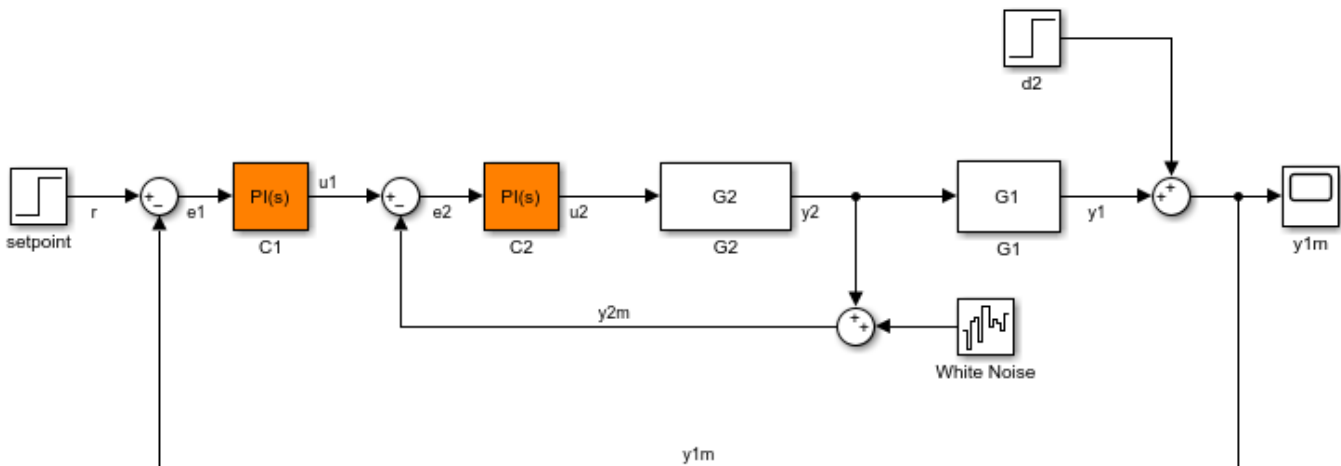 d2
setpoint
r
+
−
e1
PI(s)
C1
u1
+
−
e2
PI(s)
C2
u2
G2
G2
y2
G1
G1
y1
+
+
y1m
y2m
+
+
White Noise
y1m